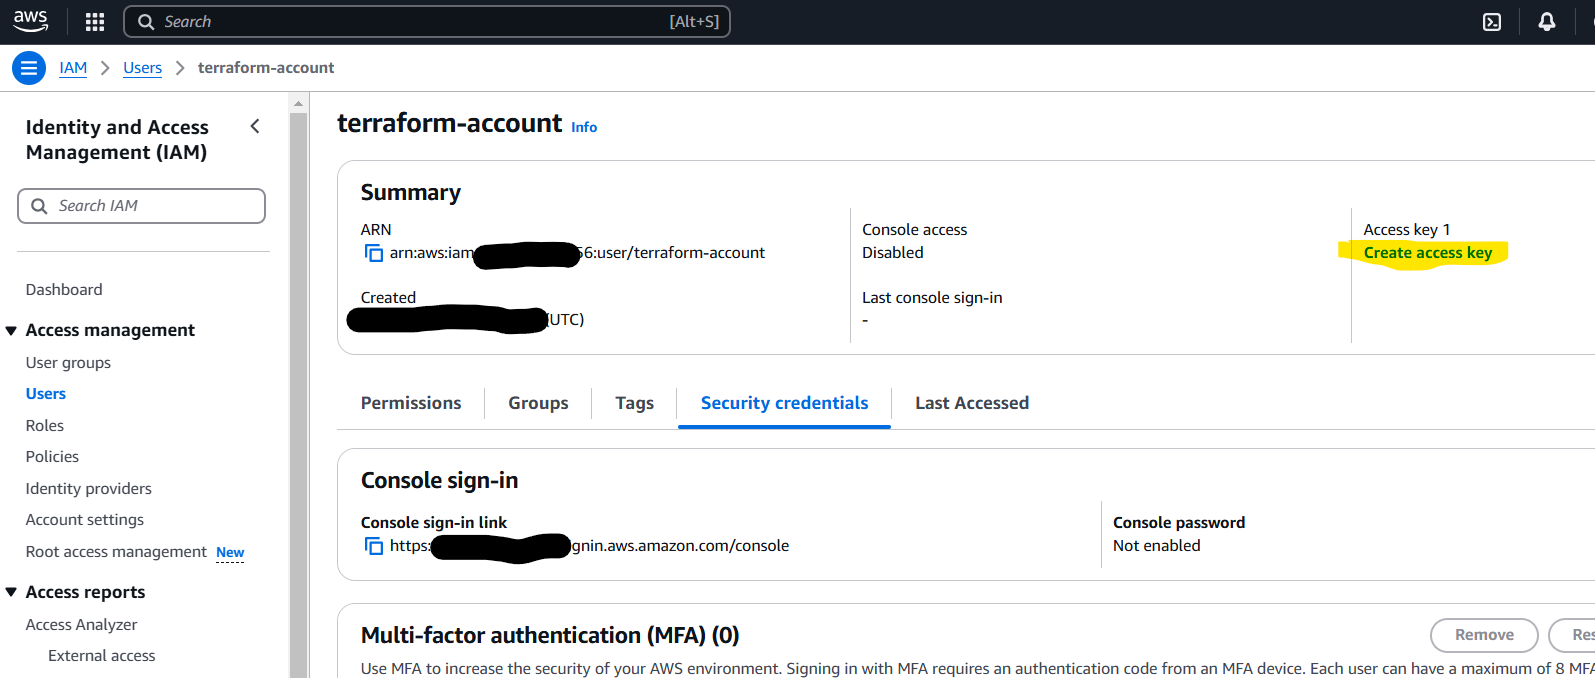 aws
Search [Alt+S]
IAM > Users > terraform-account
Identity and Access
Management (IAM)
Search IAM
Dashboard
Access management
User groups
Users
Roles
Policies
Identity providers
Account settings
Root access management New
Access reports
Access Analyzer
External access
terraform-account Info
Summary
ARN
arn:aws:iam 56:user/terraform-account
Created
(UTC)
Console access
Disabled
Last console sign-in
-
Access key 1
Create access key
Permissions Groups Tags Security credentials Last Accessed
Console sign-in
Console sign-in link
https: gnin.aws.amazon.com/console
Console password
Not enabled
Multi-factor authentication (MFA) (0)
Remove Res
Use MFA to increase the security of your AWS environment. Signing in with MFA requires an authentication code from an MFA device. Each user can have a maximum of 8 MFA